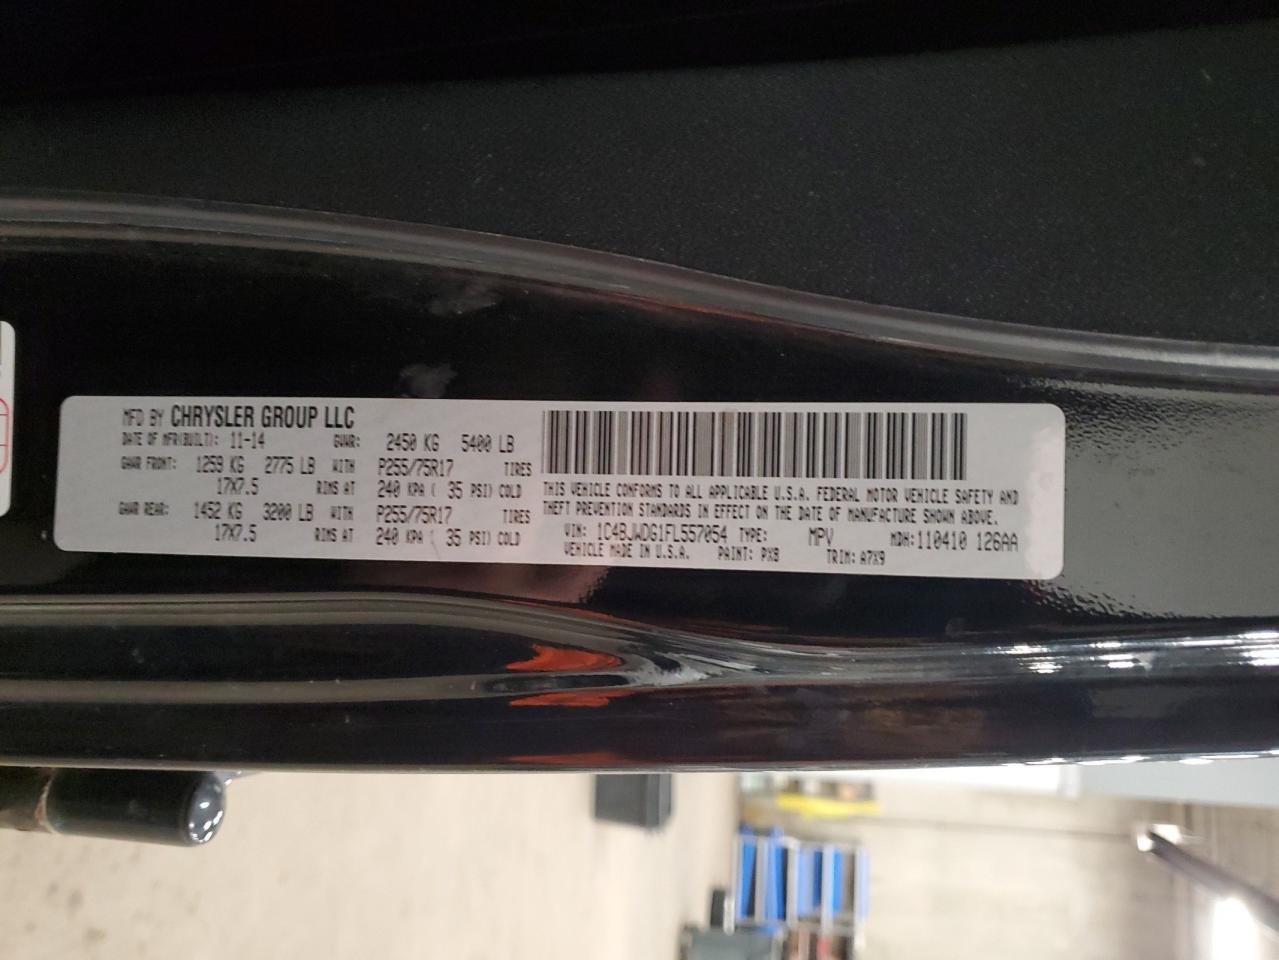 MFD BY CHRYSLER GROUP LLC
DATE OF MFR(BUILT): 11-14 GVWR: 2450 KG 5400 LB
GAWR FRONT: 1259 KG 2775 LB WITH P255/75R17 TIRES
17X7.5 RIMS AT 240 KPA ( 35 PSI) COLD
GAWR REAR: 1452 KG 3200 LB WITH P255/75R17 TIRES
17X7.5 RIMS AT 240 KPA ( 35 PSI) COLD
THIS VEHICLE CONFORMS TO ALL APPLICABLE U.S.A. FEDERAL MOTOR VEHICLE SAFETY AND
THEFT PREVENTION STANDARDS IN EFFECT ON THE DATE OF MANUFACTURE SHOWN ABOVE.
VIN: 1C4BJWDG1FL557054 TYPE: MPV MDH:110410 126AA
VEHICLE MADE IN U.S.A. PAINT: PX8 TRIM: A7X9